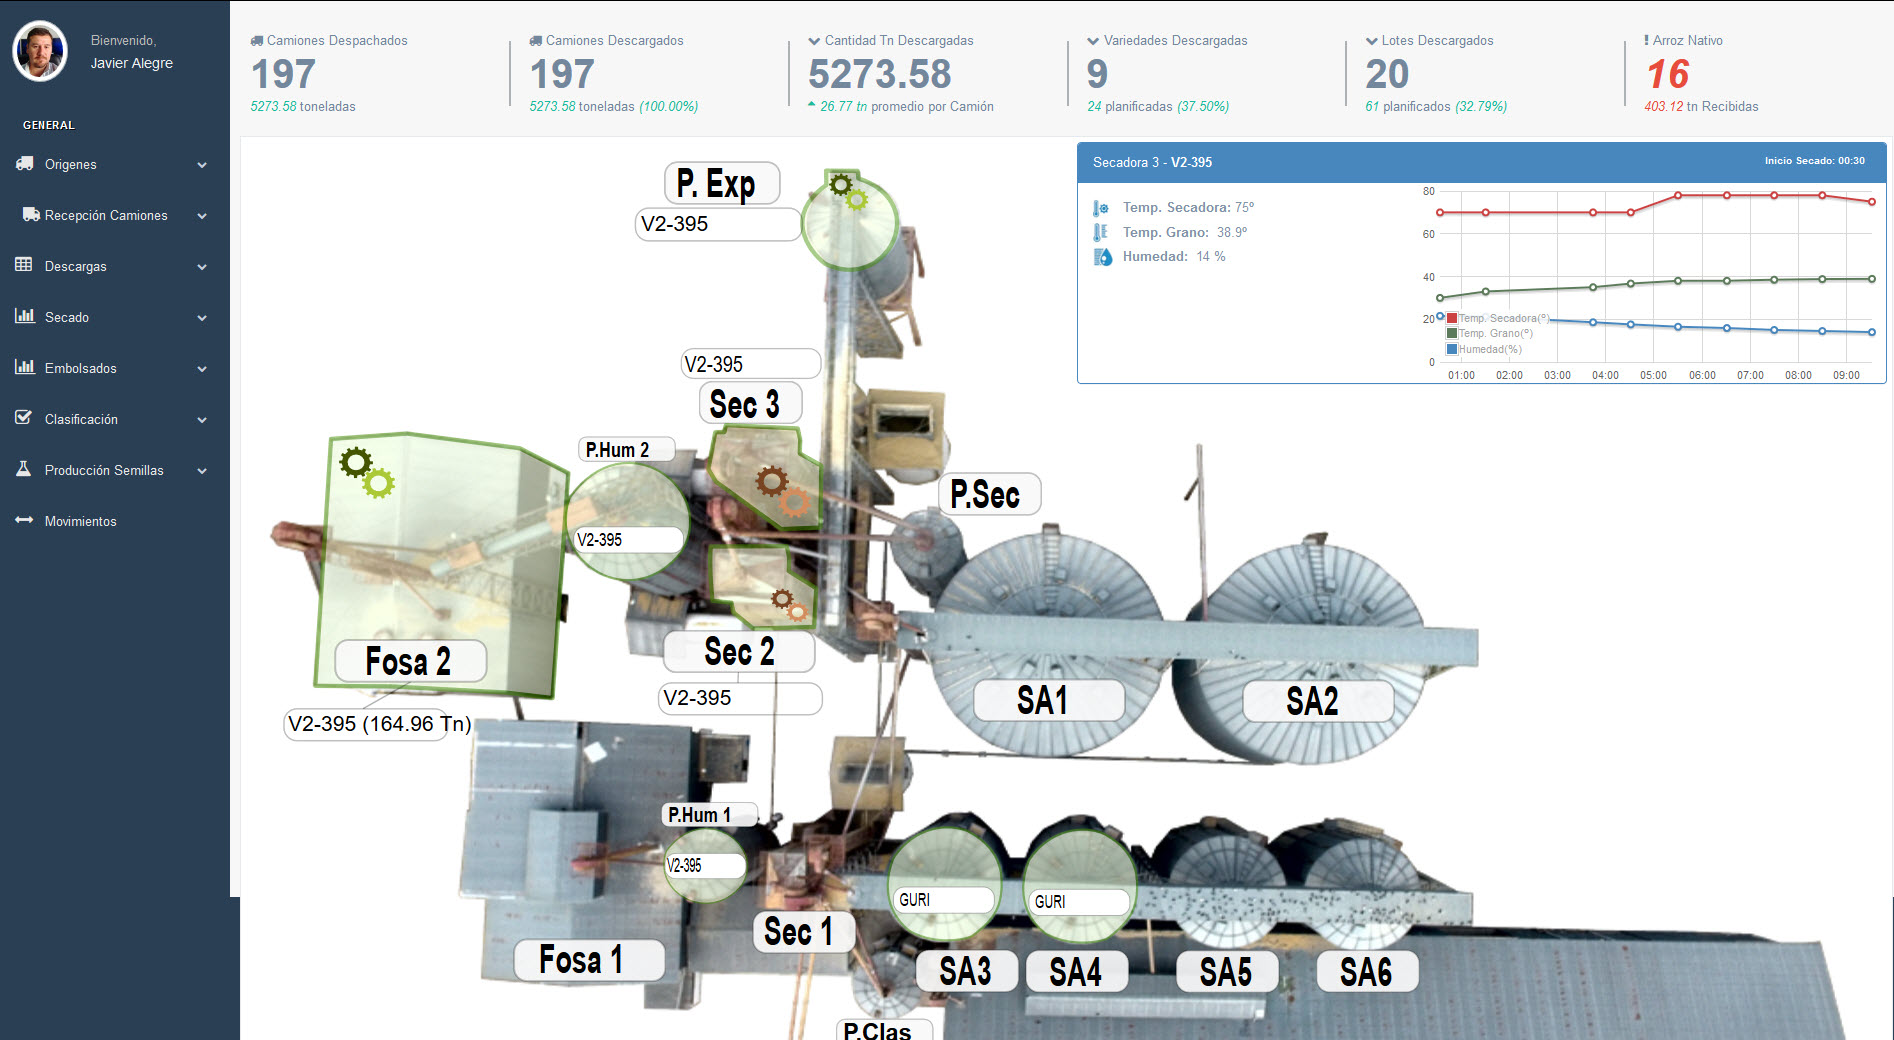 Bienvenido,
Javier Alegre
GENERAL
Origenes
Recepción Camiones
Descargas
Secado
Embolsados
Clasificación
Producción Semillas
Movimientos
Camiones Despachados
197
5273.58 toneladas
Camiones Descargados
197
5273.58 toneladas (100.00%)
Cantidad Tn Descargadas
5273.58
26.77 tn promedio por Camión
Variedades Descargadas
9
24 planificadas (37.50%)
Lotes Descargados
20
61 planificados (32.79%)
! Arroz Nativo
16
403.12 tn Recibidas
Secadora 3 - V2-395
Inicio Secado: 00:30
Temp. Secadora: 75º
Temp. Grano: 38.9º
Humedad: 14 %
80
60
40
20
0
Temp. Secadora(º)
Temp. Grano(º)
Humedad(%)
01:00 02:00 03:00 04:00 05:00 06:00 07:00 08:00 09:00
P. Exp
V2-395
V2-395
Sec 3
P.Hum 2
V2-395
P.Sec
Sec 2
V2-395
Fosa 2
V2-395 (164.96 Tn)
SA1
SA2
P.Hum 1
V2-395
GURI
GURI
Sec 1
Fosa 1
SA3
SA4
SA5
SA6
P.Clas